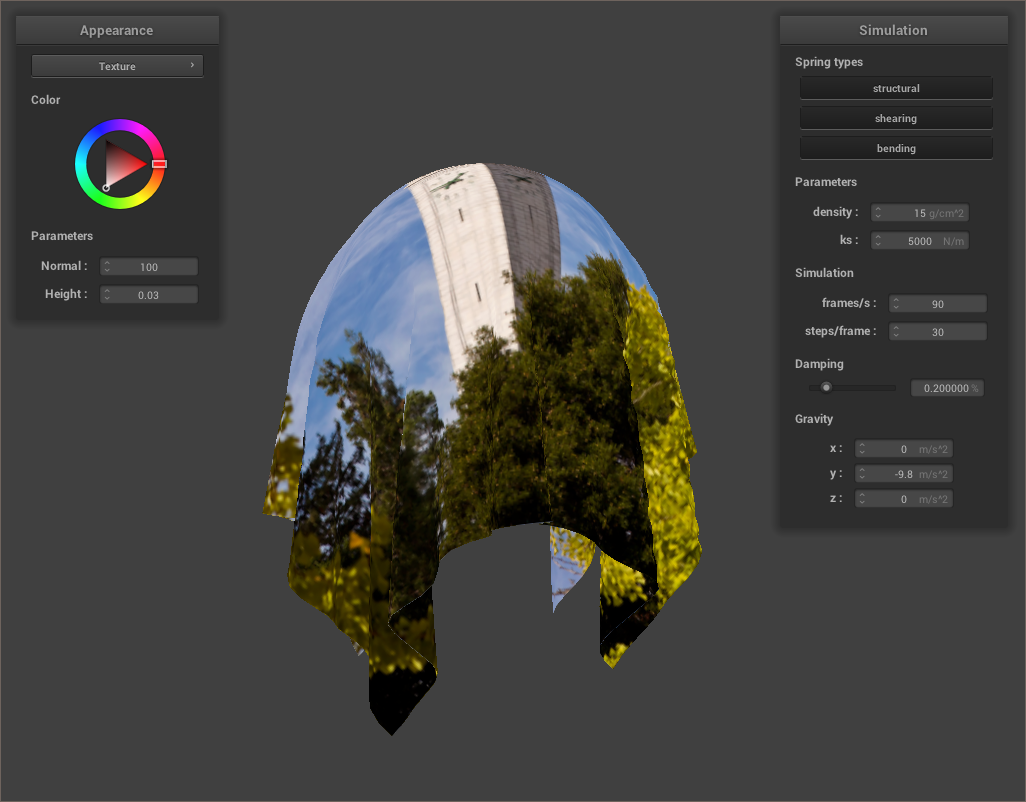 Appearance
Texture
Color
Parameters
Normal : 100
Height : 0.03
Simulation
Spring types
structural
shearing
bending
Parameters
density : 15 g/cm^2
ks : 5000 N/m
Simulation
frames/s : 90
steps/frame : 30
Damping
0.200000 %
Gravity
x : 0 m/s^2
y : -9.8 m/s^2
z : 0 m/s^2